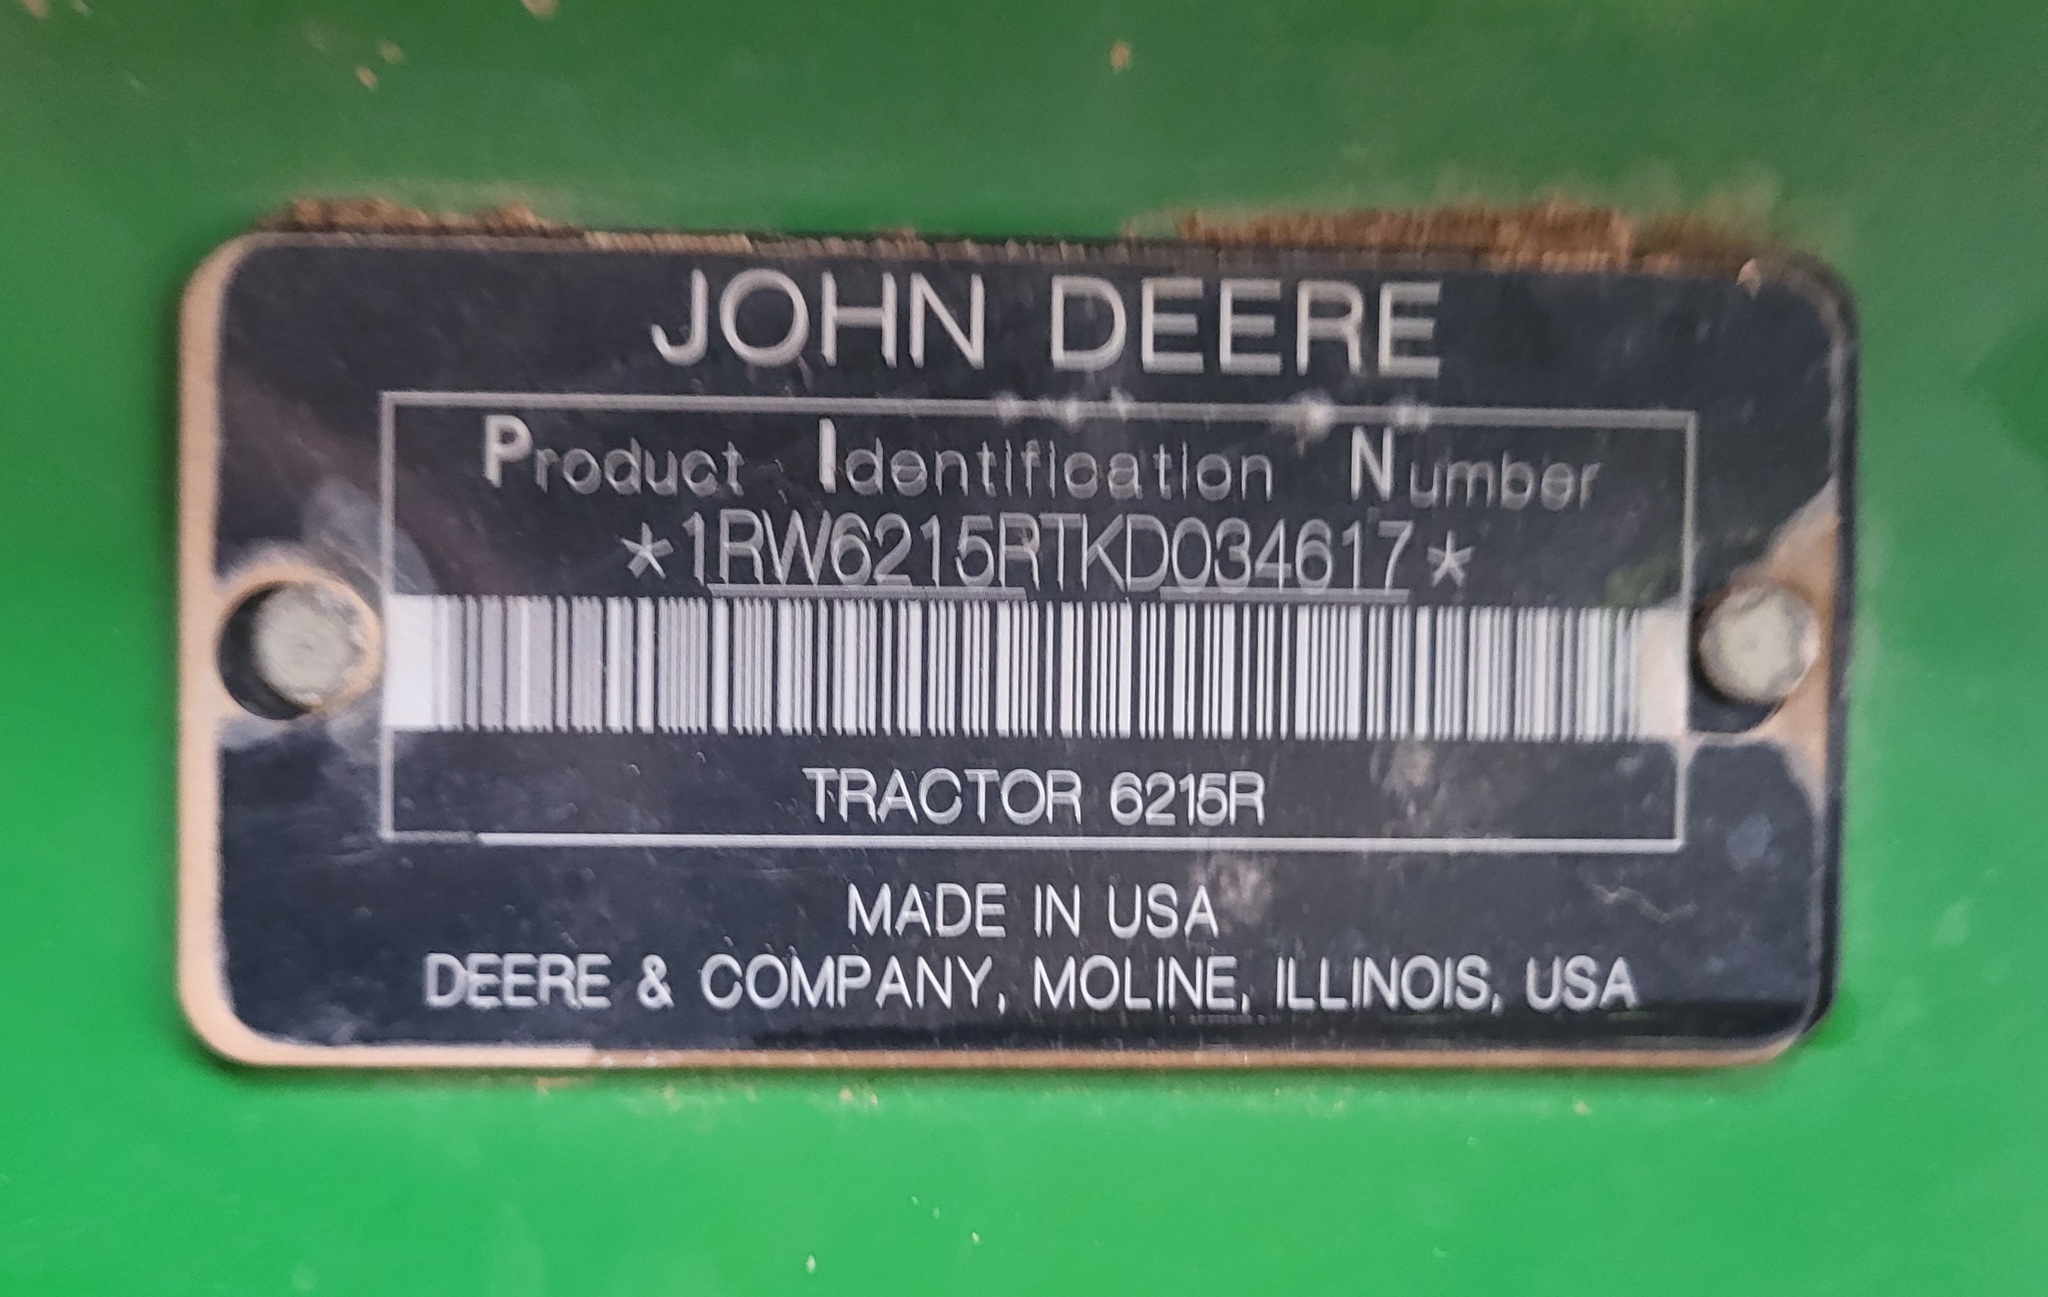 JOHN DEERE
Product Identification Number
*1RW6215RTKD034617*
TRACTOR 6215R
MADE IN USA
DEERE & COMPANY, MOLINE, ILLINOIS, USA